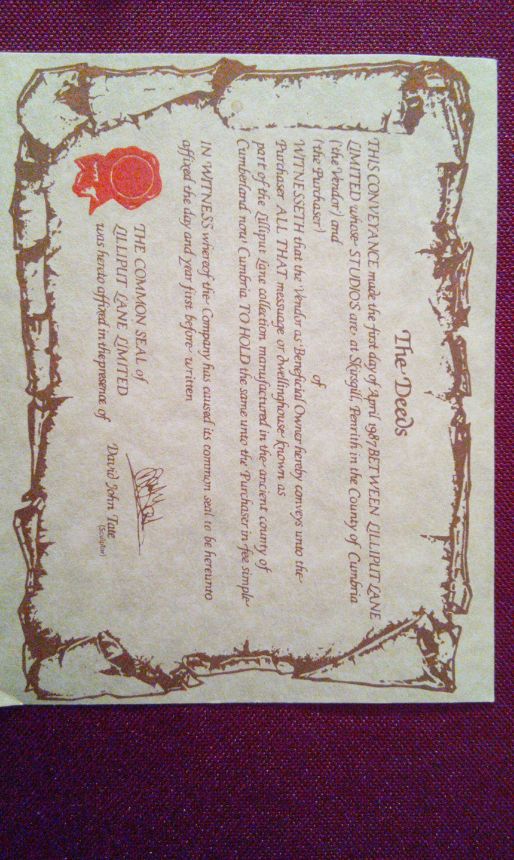 The Deeds
THIS CONVEYANCE made the first day of April 1987 BETWEEN LILLIPUT LANE
LIMITED whose STUDIOS are at Skirsgill, Penrith in the County of Cumbria
(the Vendor) and
of
(the Purchaser)
WITNESSETH that the Vendor as Beneficial Owner hereby conveys unto the
Purchaser ALL THAT messuage or dwellinghouse known as
part of the Lilliput Lane collection, manufactured in the ancient county of
Cumberland now Cumbria TO HOLD the same unto the Purchaser in fee simple
IN WITNESS whereof the Company has caused its common seal to be hereunto
affixed the day and year first before written
THE COMMON SEAL of
LILLIPUT LANE LIMITED
was hereto affixed in the presence of
David John Tate
(Sculptor)